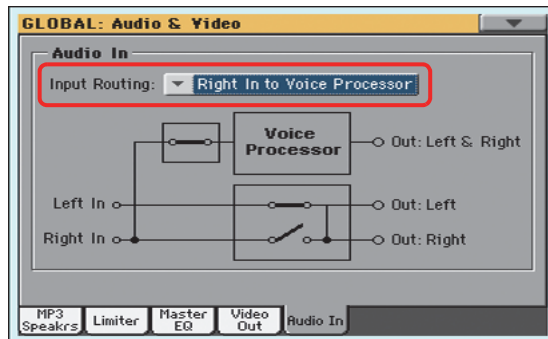 GLOBAL: Audio & Video
Audio In
Input Routing: Right In to Voice Processor
Voice
Processor
Out: Left & Right
Left In
Out: Left
Right In
Out: Right
MP3
Speakrs
Limiter
Master
EQ
Video
Out
Audio In